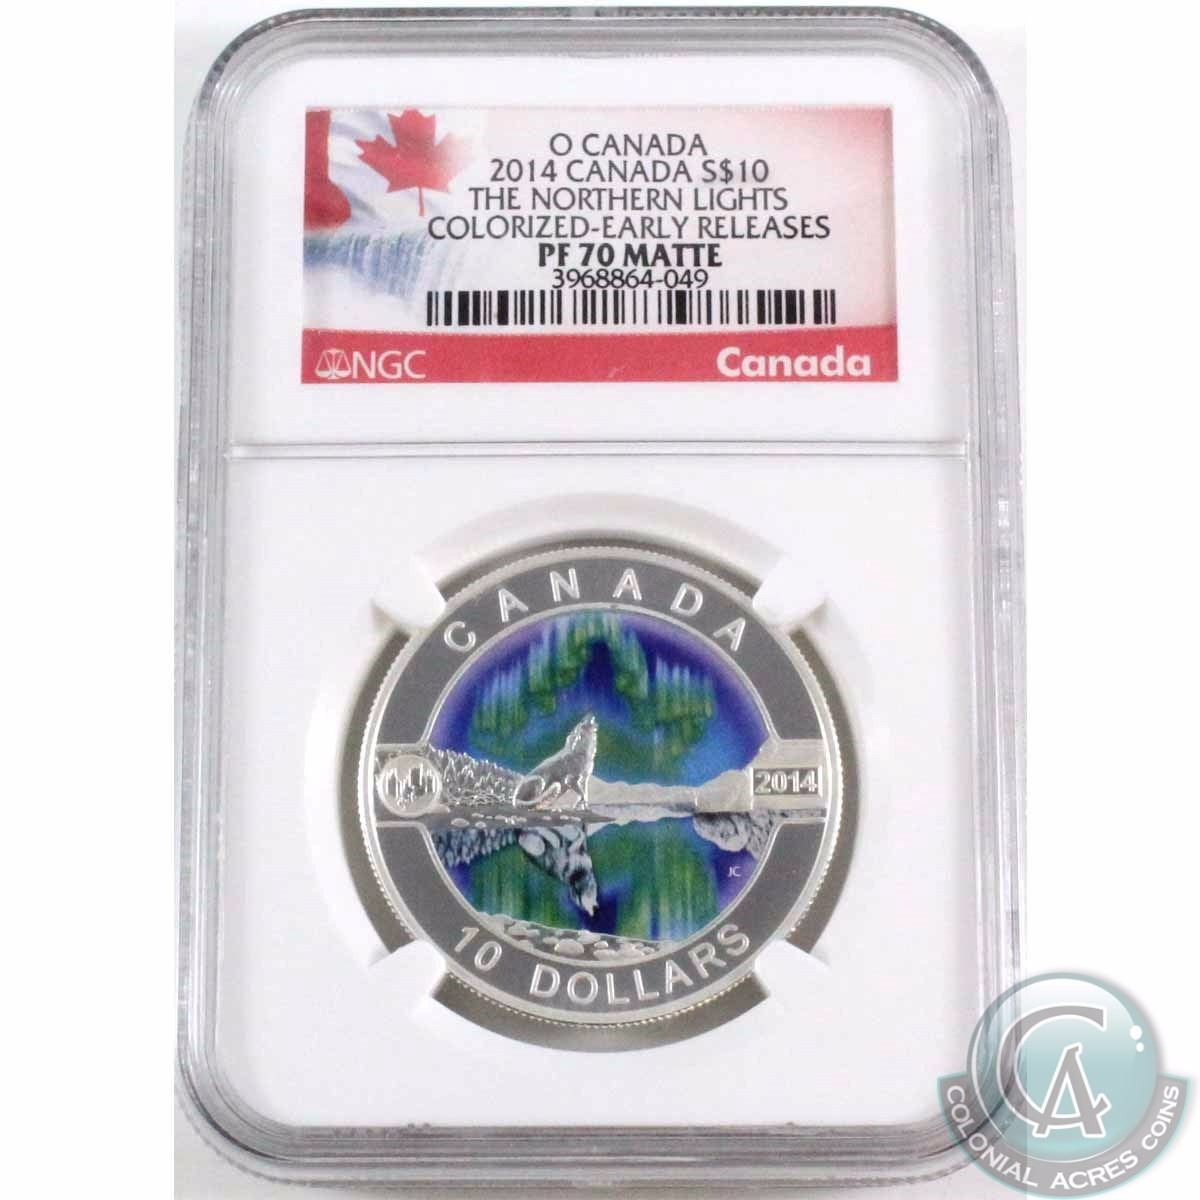 O CANADA
2014 CANADA S$10
THE NORTHERN LIGHTS
COLORIZED-EARLY RELEASES
PF 70 MATTE
3968864-049
NGC
Canada
CANADA
2014
JC
10 DOLLARS
CA
COLONIAL ACRES COINS